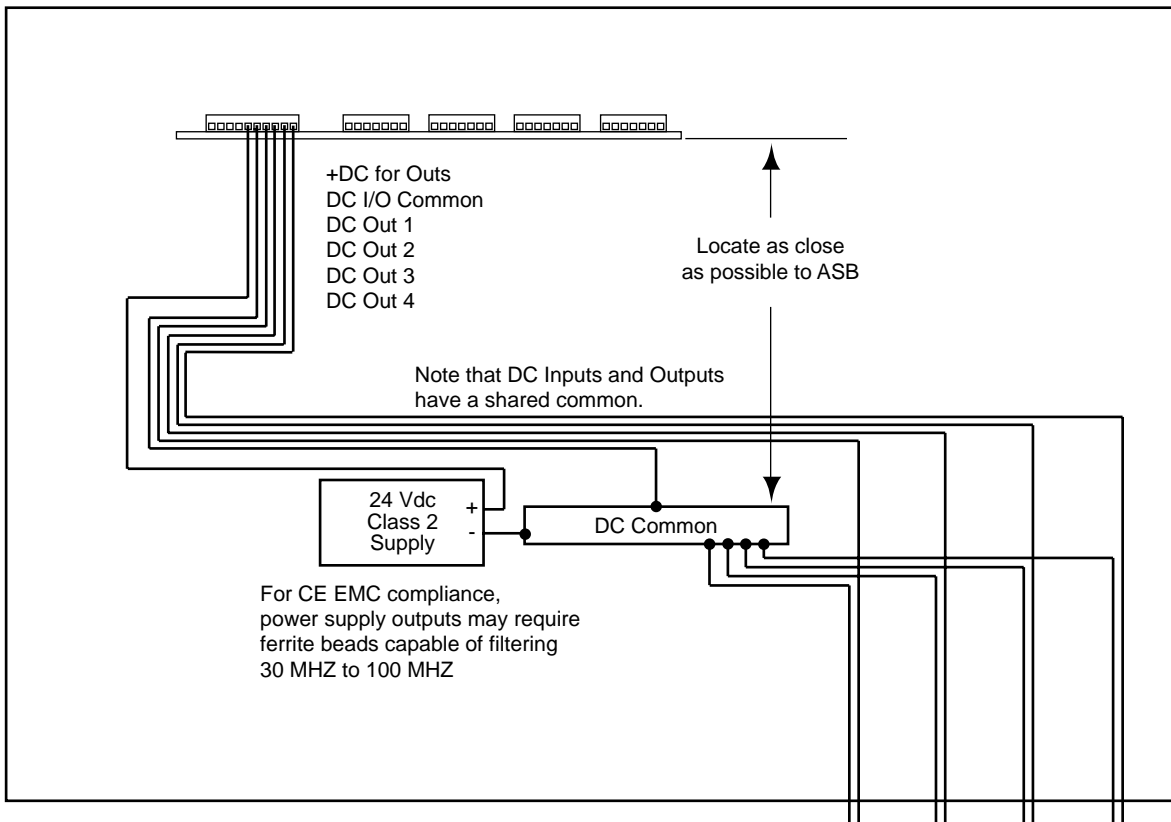 +DC for Outs
DC I/O Common
DC Out 1
DC Out 2
DC Out 3
DC Out 4
Locate as close
as possible to ASB
Note that DC Inputs and Outputs
have a shared common.
24 Vdc
Class 2
Supply
+
-
DC Common
For CE EMC compliance,
power supply outputs may require
ferrite beads capable of filtering
30 MHZ to 100 MHZ